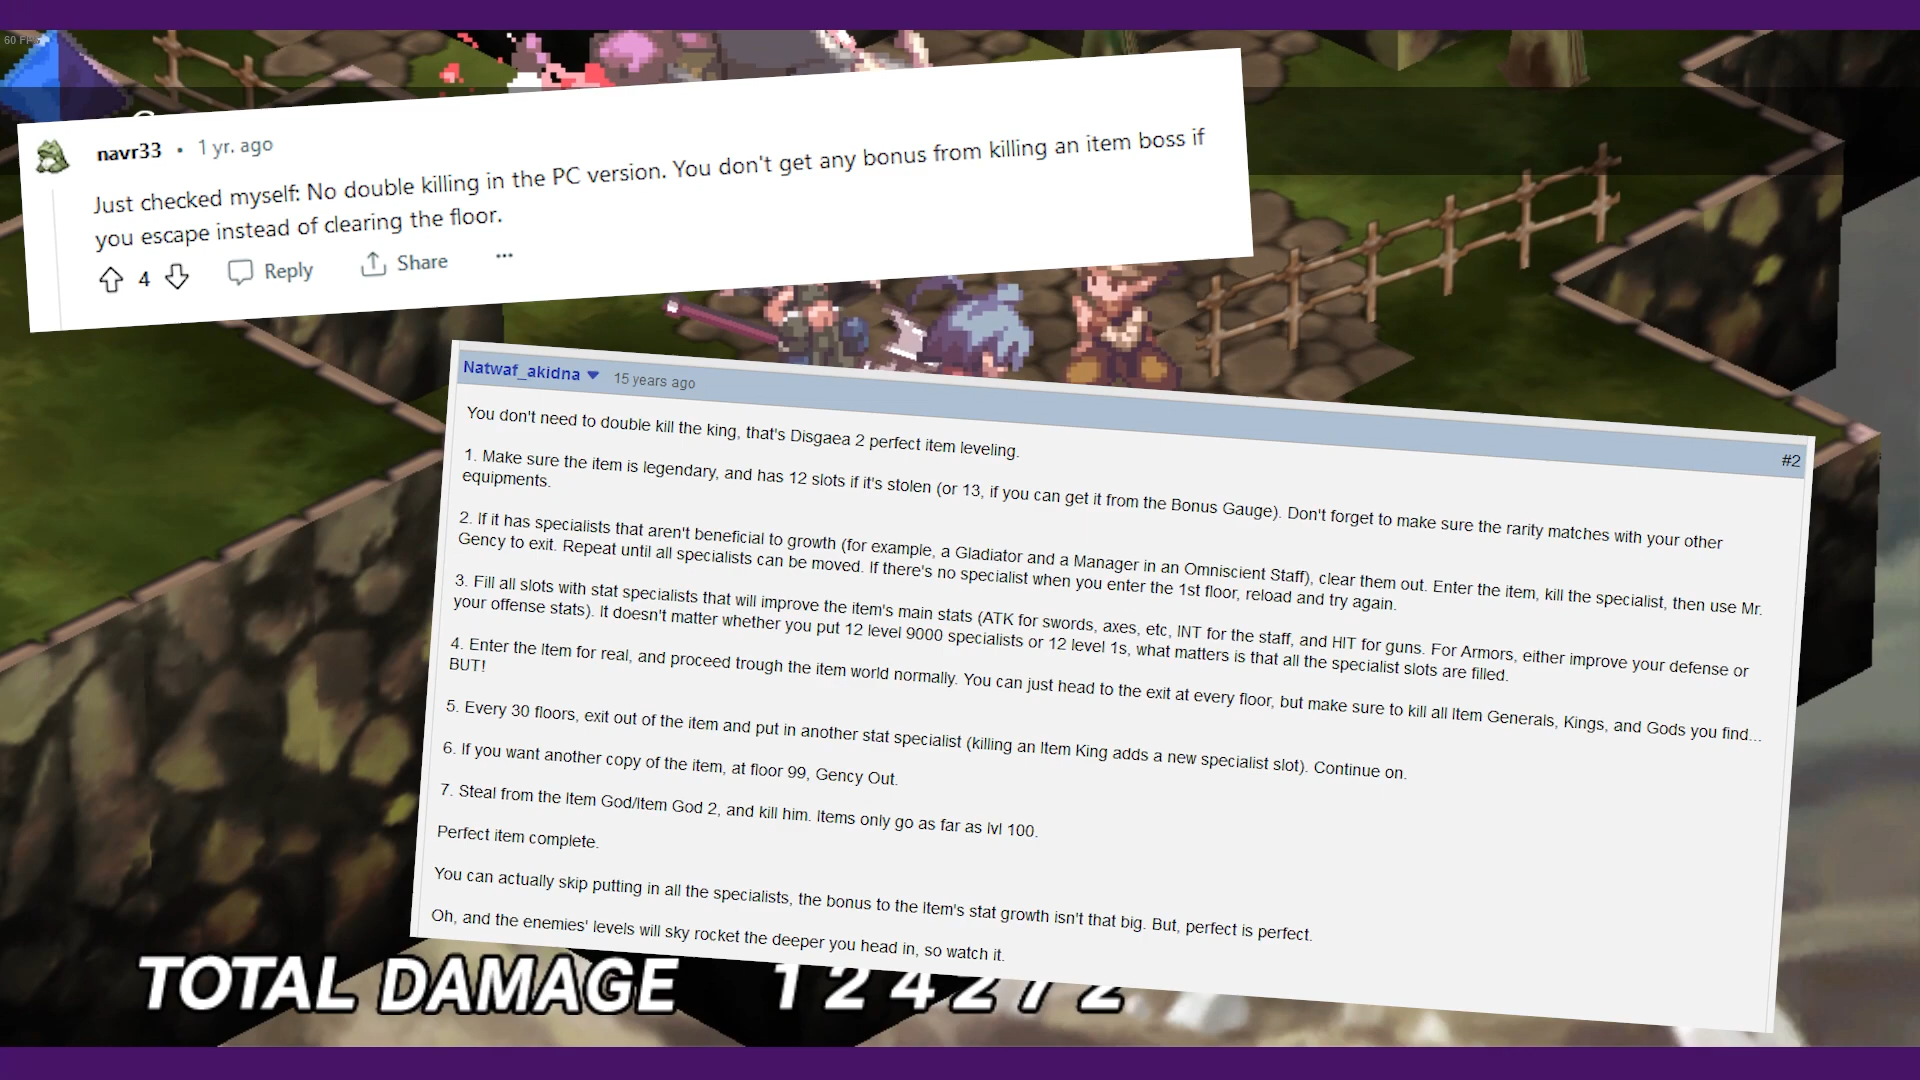 60 FPS
navr33 • 1 yr. ago
Just checked myself: No double killing in the PC version. You don't get any bonus from killing an item boss if
you escape instead of clearing the floor.
4 Reply Share ...
Natwaf_akidna 15 years ago
#2
You don't need to double kill the king, that's Disgaea 2 perfect item leveling.
1. Make sure the item is legendary, and has 12 slots if it's stolen (or 13, if you can get it from the Bonus Gauge). Don't forget to make sure the rarity matches with your other
equipments.
2. If it has specialists that aren't beneficial to growth (for example, a Gladiator and a Manager in an Omniscient Staff), clear them out. Enter the item, kill the specialist, then use Mr.
Gency to exit. Repeat until all specialists can be moved. If there's no specialist when you enter the 1st floor, reload and try again.
3. Fill all slots with stat specialists that will improve the item's main stats (ATK for swords, axes, etc, INT for the staff, and HIT for guns. For Armors, either improve your defense or
your offense stats). It doesn't matter whether you put 12 level 9000 specialists or 12 level 1s, what matters is that all the specialist slots are filled.
4. Enter the Item for real, and proceed trough the item world normally. You can just head to the exit at every floor, but make sure to kill all Item Generals, Kings, and Gods you find...
BUT!
5. Every 30 floors, exit out of the item and put in another stat specialist (killing an Item King adds a new specialist slot). Continue on.
6. If you want another copy of the item, at floor 99, Gency Out.
7. Steal from the Item God/Item God 2, and kill him. Items only go as far as lvl 100.
Perfect item complete.
You can actually skip putting in all the specialists, the bonus to the Item's stat growth isn't that big. But, perfect is perfect.
Oh, and the enemies' levels will sky rocket the deeper you head in, so watch it.
TOTAL DAMAGE 124272